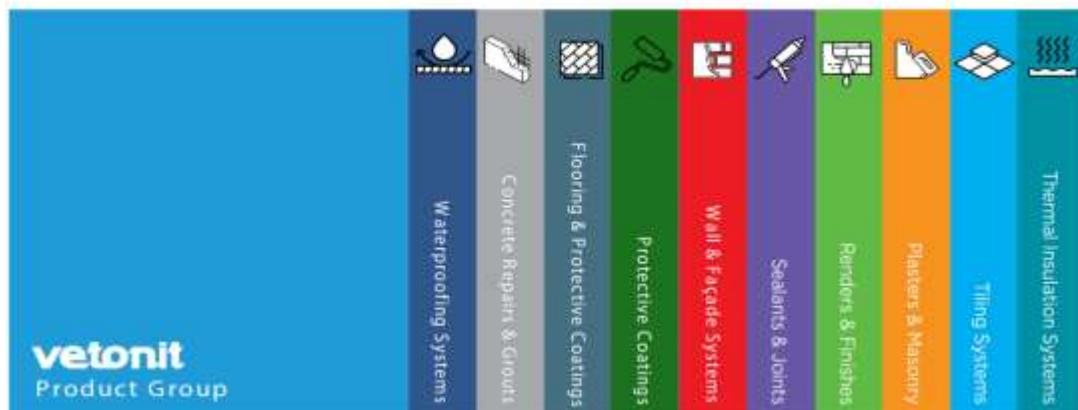 vetonit
Product Group
Waterproofing Systems
Concrete Repairs & Grouts
Flooring & Protective Coatings
Protective Coatings
Wall & Façade Systems
Sealants & Joints
Renders & Finishes
Plasters & Masonry
Tiling Systems
Thermal Insulation Systems